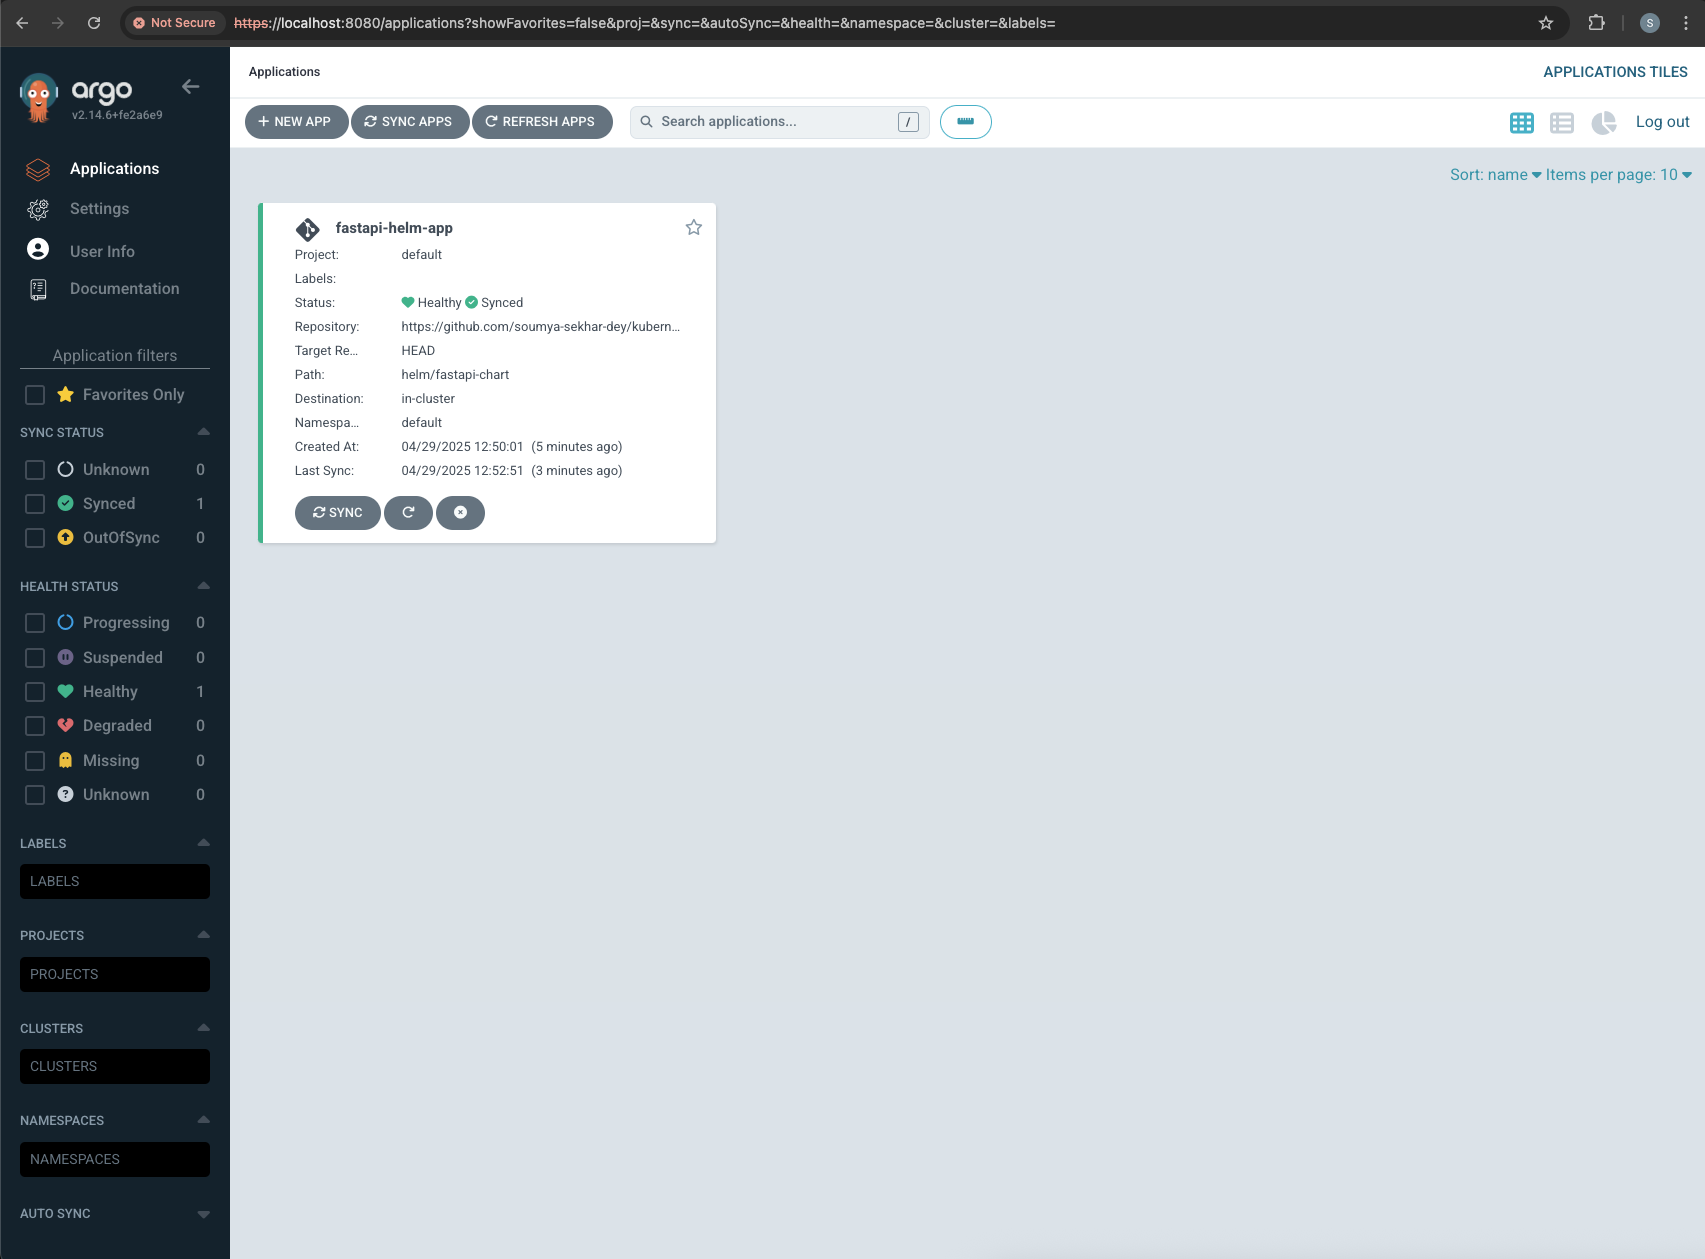 Not Secure https://localhost:8080/applications?showFavorites=false&proj=&sync=&autoSync=&health=&namespace=&cluster=&labels= S
argo
v2.14.6+fe2a6e9
Applications
Settings
User Info
Documentation
Application filters
Favorites Only
SYNC STATUS
Unknown 0
Synced 1
OutOfSync 0
HEALTH STATUS
Progressing 0
Suspended 0
Healthy 1
Degraded 0
Missing 0
Unknown 0
LABELS
LABELS
PROJECTS
PROJECTS
CLUSTERS
CLUSTERS
NAMESPACES
NAMESPACES
AUTO SYNC
Applications APPLICATIONS TILES
+ NEW APP SYNC APPS REFRESH APPS Search applications... / Log out
Sort: name Items per page: 10
fastapi-helm-app
Project: default
Labels:
Status: Healthy Synced
Repository: https://github.com/soumya-sekhar-dey/kubern...
Target Re... HEAD
Path: helm/fastapi-chart
Destination: in-cluster
Namespa... default
Created At: 04/29/2025 12:50:01 (5 minutes ago)
Last Sync: 04/29/2025 12:52:51 (3 minutes ago)
SYNC